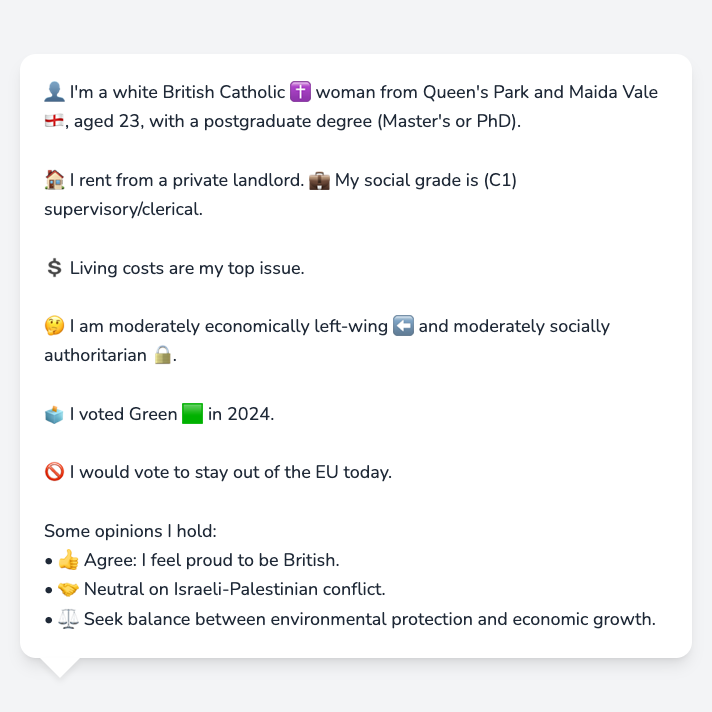 👤 I'm a white British Catholic ✝️ woman from Queen's Park and Maida Vale
🏴󠁧󠁢󠁥󠁮󠁧󠁿, aged 23, with a postgraduate degree (Master's or PhD).
🏠 I rent from a private landlord. 💼 My social grade is (C1)
supervisory/clerical.
💲 Living costs are my top issue.
🤔 I am moderately economically left-wing ⬅️ and moderately socially
authoritarian 🔒.
🗳️ I voted Green 🟩 in 2024.
🚫 I would vote to stay out of the EU today.
Some opinions I hold:
• 👍 Agree: I feel proud to be British.
• 🤝 Neutral on Israeli-Palestinian conflict.
• ⚖️ Seek balance between environmental protection and economic growth.